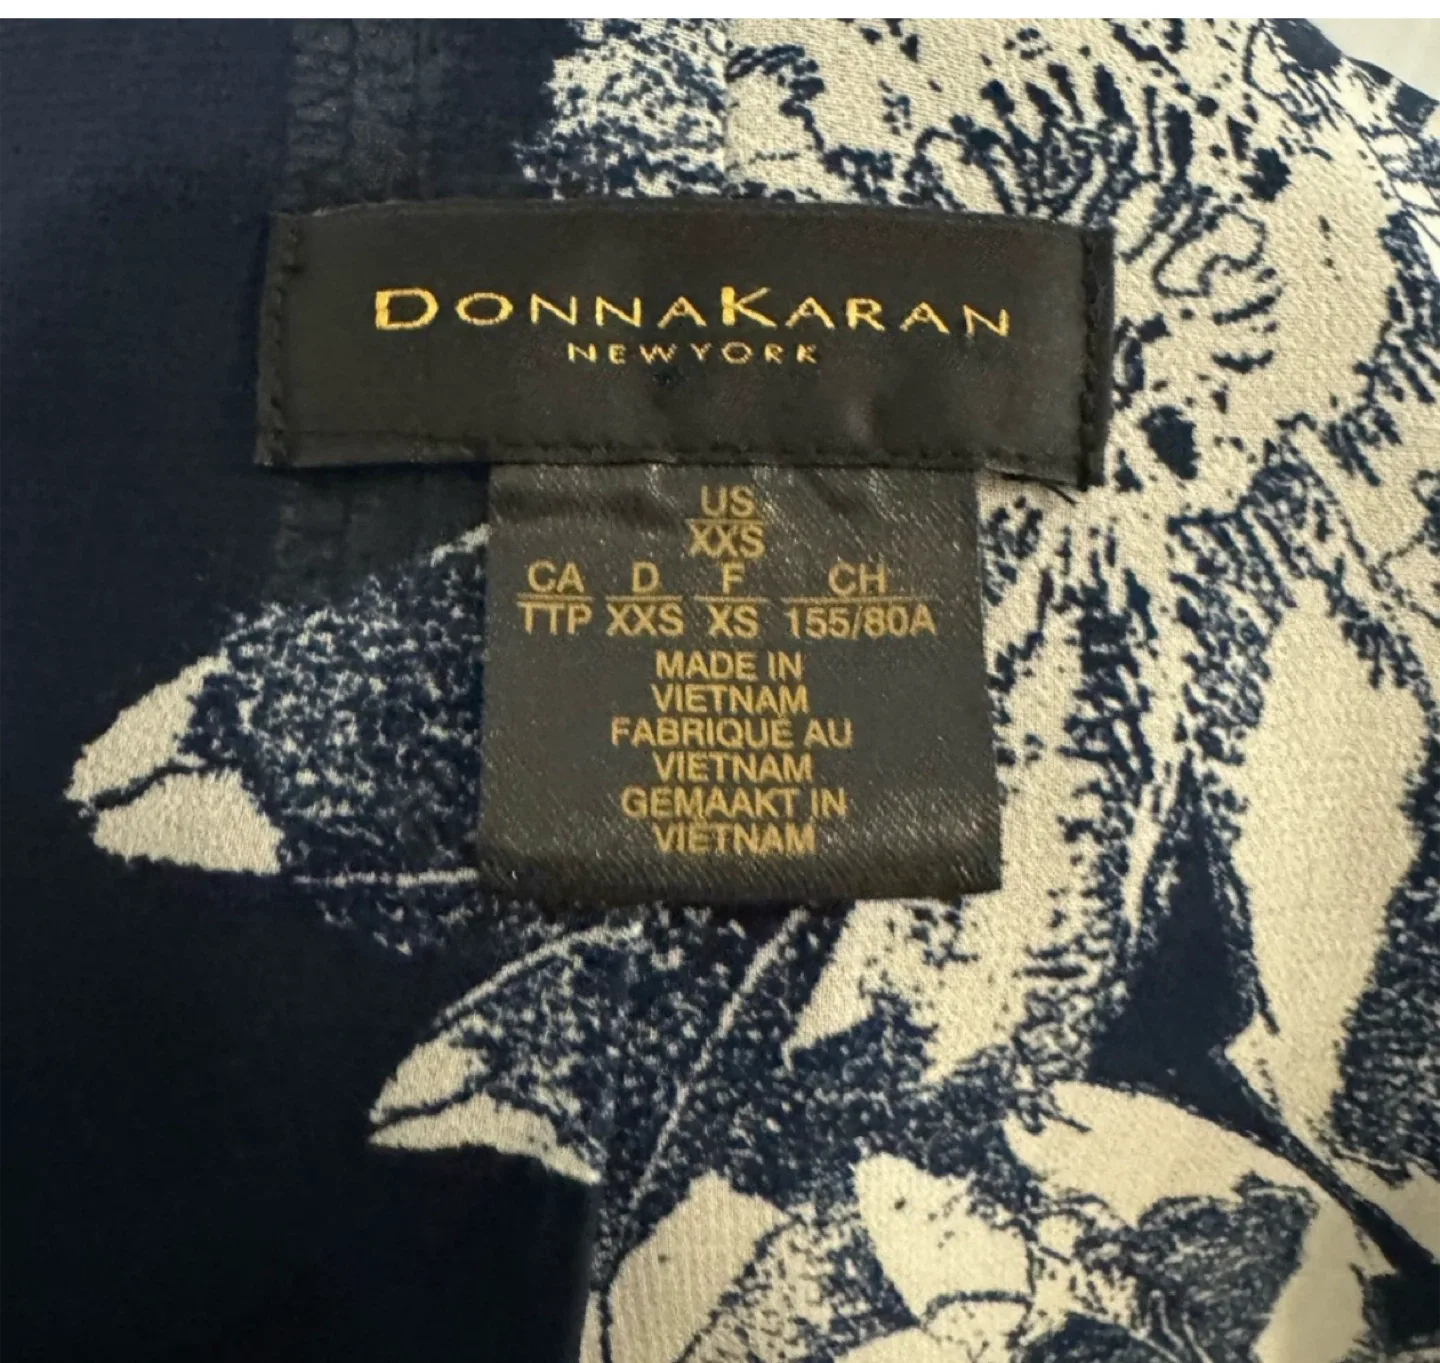 DONNAKARAN
NEWYORK
US
XXS
CA D F CH
TTP XXS XS 155/80A
MADE IN
VIETNAM
FABRIQUÉ AU
VIETNAM
GEMAAKT IN
VIETNAM